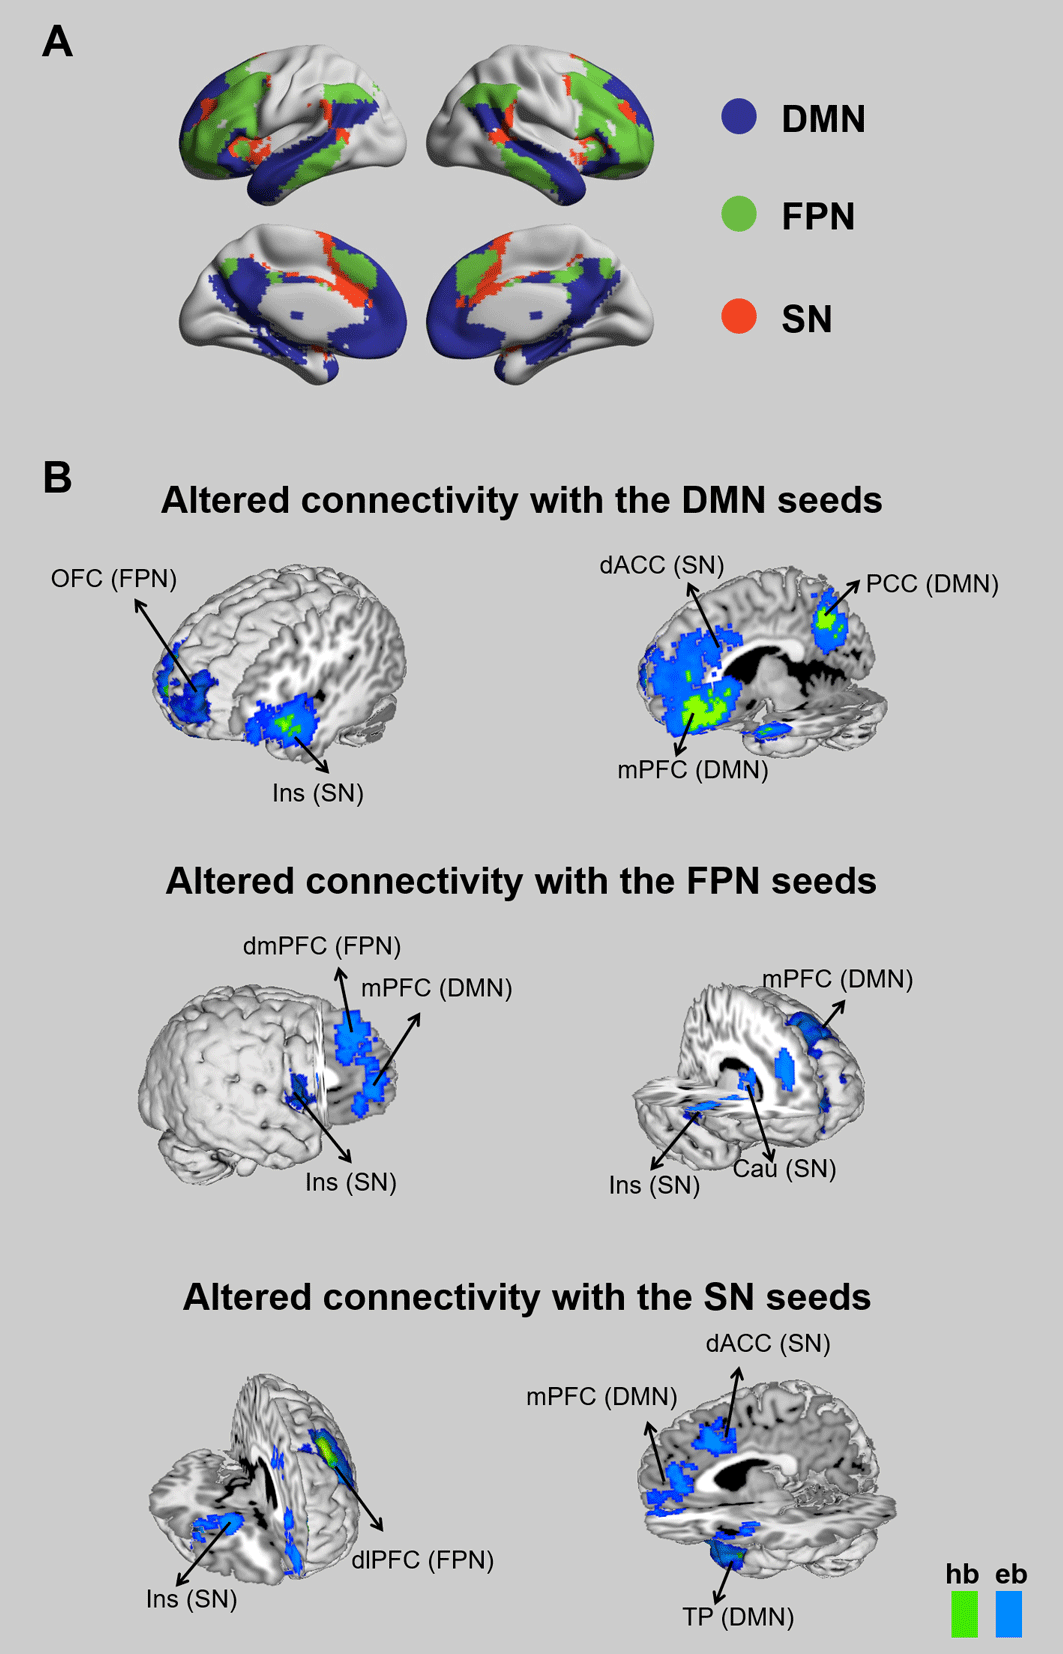 A
DMN
FPN
SN
B
Altered connectivity with the DMN seeds
OFC (FPN)
dACC (SN)
PCC (DMN)
mPFC (DMN)
Ins (SN)
Altered connectivity with the FPN seeds
dmPFC (FPN)
mPFC (DMN)
mPFC (DMN)
Ins (SN)
Cau (SN)
Ins (SN)
Altered connectivity with the SN seeds
dACC (SN)
mPFC (DMN)
dlPFC (FPN)
Ins (SN)
TP (DMN)
hb eb